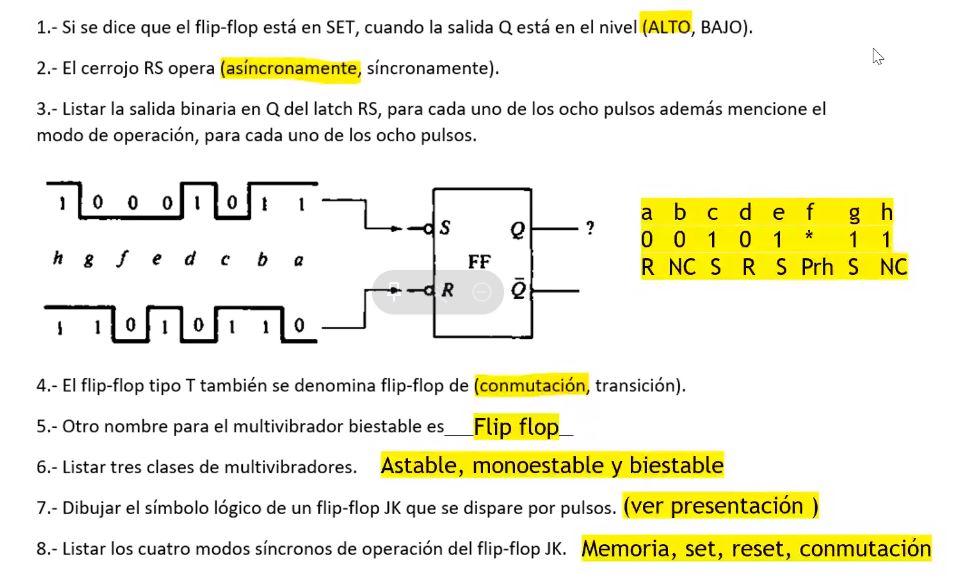 1.- Si se dice que el flip-flop está en SET, cuando la salida Q está en el nivel (ALTO, BAJO).
2.- El cerrojo RS opera (asíncronamente, síncronamente).
3.- Listar la salida binaria en Q del latch RS, para cada uno de los ocho pulsos además mencione el
modo de operación, para cada uno de los ocho pulsos.
1 0 0 0 1 0 1 1
S Q ?
h g f e d c b a
FF
R Q̅
1 1 0 1 0 1 1 0
a b c d e f g h
0 0 1 0 1 * 1 1
R NC S R S Prh S NC
4.- El flip-flop tipo T también se denomina flip-flop de (conmutación, transición).
5.- Otro nombre para el multivibrador biestable es___Flip flop_
6.- Listar tres clases de multivibradores. Astable, monoestable y biestable
7.- Dibujar el símbolo lógico de un flip-flop JK que se dispare por pulsos. (ver presentación )
8.- Listar los cuatro modos síncronos de operación del flip-flop JK. Memoria, set, reset, conmutación